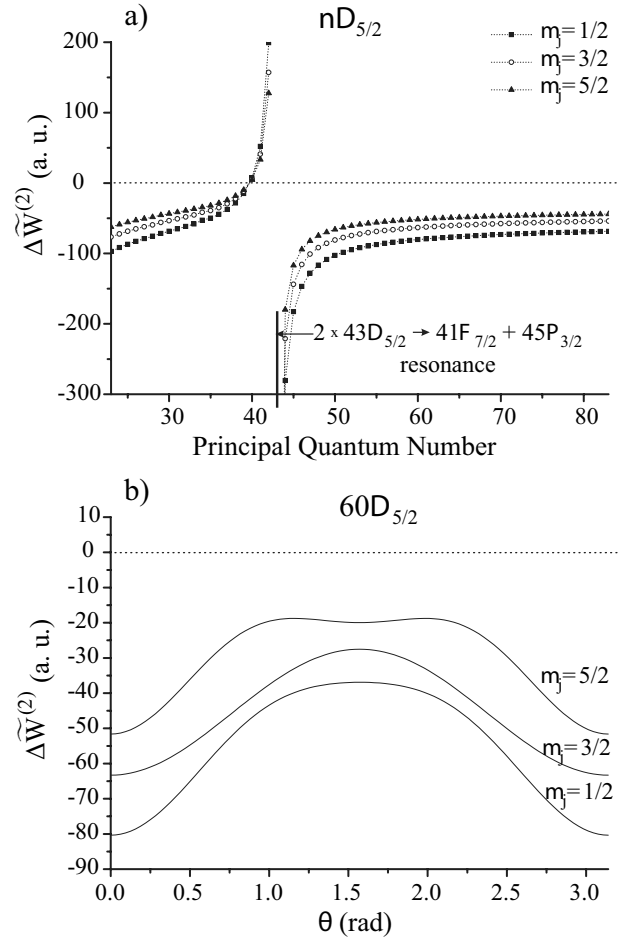 a) nD5/2
mj=1/2
mj=3/2
mj=5/2
200
100
0
-100
-200
-300
ΔW̃(2) (a. u.)
2 x 43D5/2 → 41F7/2 + 45P3/2
resonance
30 40 50 60 70 80
Principal Quantum Number
b) 60D5/2
10
0
-10
-20
-30
-40
-50
-60
-70
-80
-90
ΔW̃(2) (a. u.)
mj=5/2
mj=3/2
mj=1/2
0.0 0.5 1.0 1.5 2.0 2.5 3.0
θ (rad)